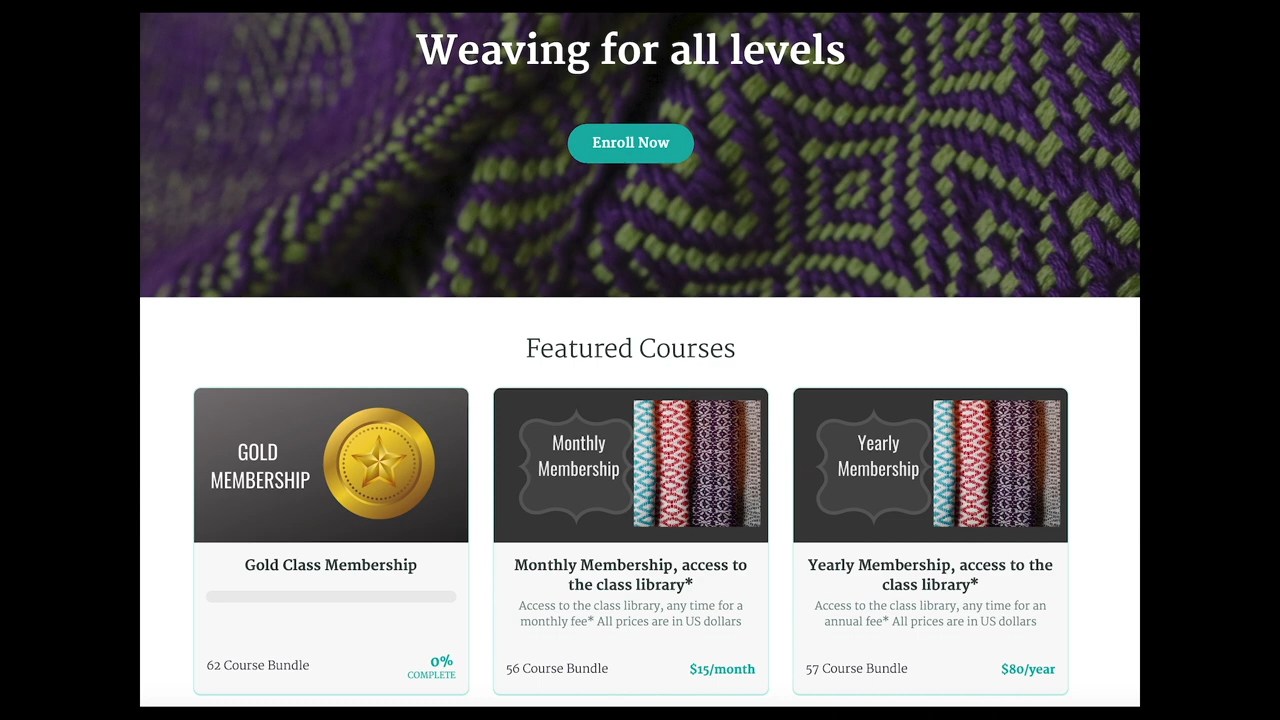 Weaving for all levels
Enroll Now
Featured Courses
GOLD
MEMBERSHIP
Gold Class Membership
62 Course Bundle
0%
COMPLETE
Monthly
Membership
Monthly Membership, access to
the class library*
Access to the class library, any time for a
monthly fee* All prices are in US dollars
56 Course Bundle
$15/month
Yearly
Membership
Yearly Membership, access to the
class library*
Access to the class library, any time for an
annual fee* All prices are in US dollars
57 Course Bundle
$80/year